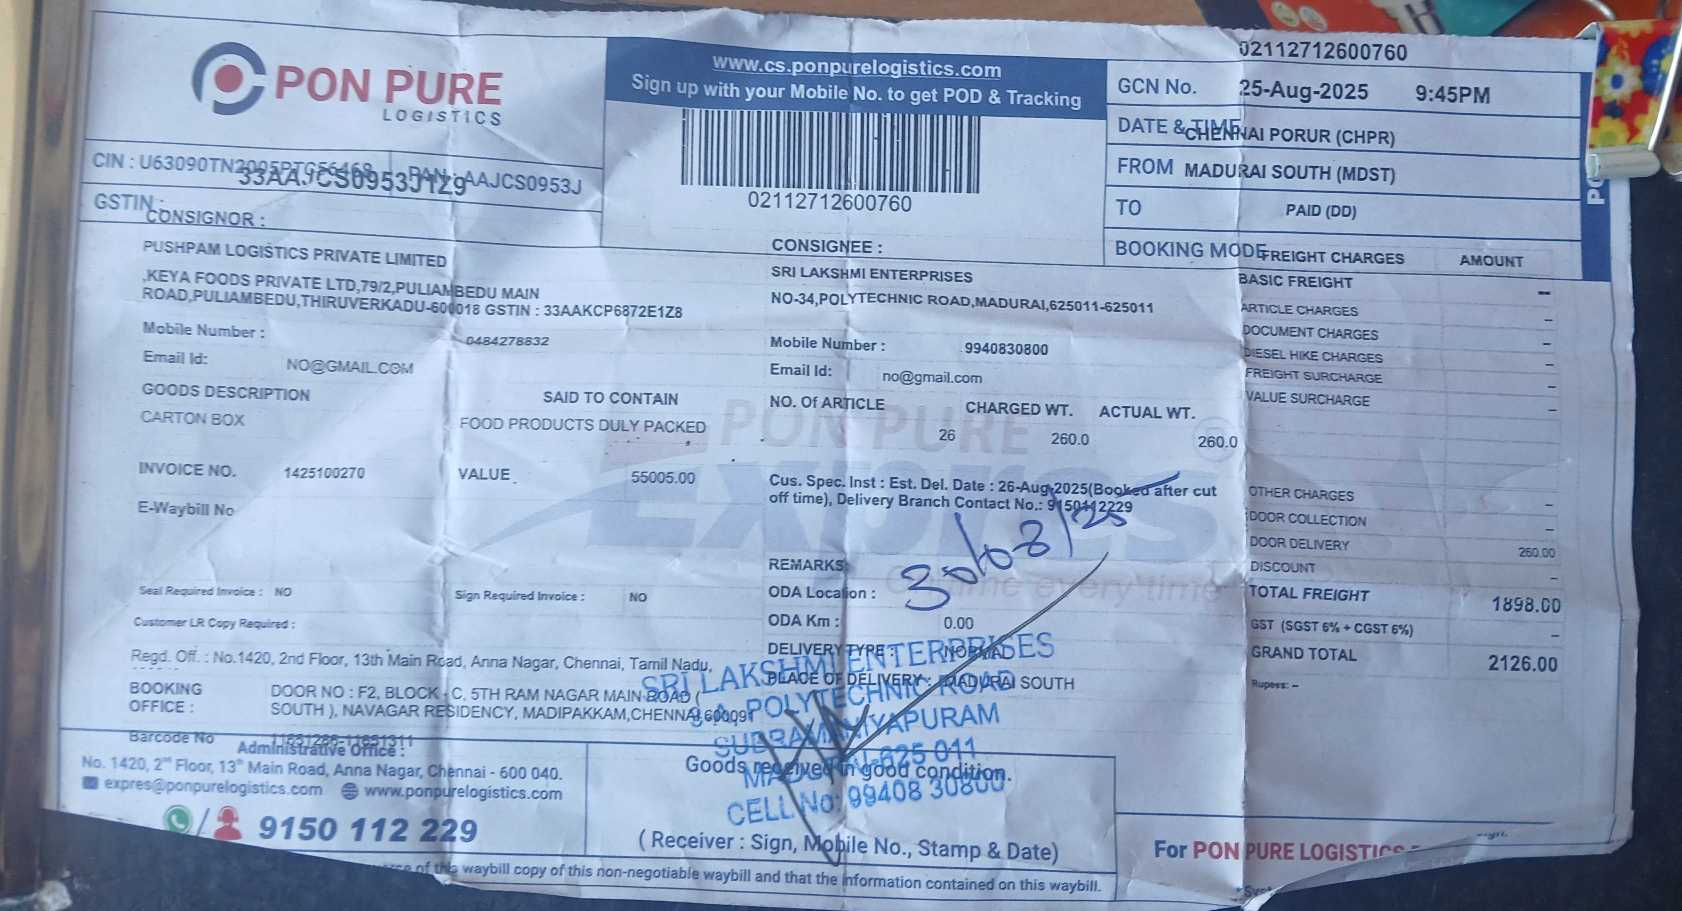 PON PURE
LOGISTICS
CIN : U63090TN2005PTC56468 PAN : AAJCS0953J
33AAJCS0953J1Z9
GSTIN :
www.cs.ponpurelogistics.com
Sign up with your Mobile No. to get POD & Tracking
02112712600760
02112712600760
GCN No. 25-Aug-2025 9:45PM
DATE & TIME CHENNAI PORUR (CHPR)
FROM MADURAI SOUTH (MDST)
TO PAID (DD)
BOOKING MODE
CONSIGNOR :
PUSHPAM LOGISTICS PRIVATE LIMITED
,KEYA FOODS PRIVATE LTD,79/2,PULIAMBEDU MAIN
ROAD,PULIAMBEDU,THIRUVERKADU-600018 GSTIN : 33AAKCP6872E1Z8
Mobile Number : 0484278832
Email Id: NO@GMAIL.COM
CONSIGNEE :
SRI LAKSHMI ENTERPRISES
NO-34,POLYTECHNIC ROAD,MADURAI,625011-625011
Mobile Number : 9940830800
Email Id: no@gmail.com
GOODS DESCRIPTION SAID TO CONTAIN NO. Of ARTICLE CHARGED WT. ACTUAL WT.
CARTON BOX FOOD PRODUCTS DULY PACKED 26 260.0 260.0
INVOICE NO. 1425100270 VALUE 55005.00
E-Waybill No
Cus. Spec. Inst : Est. Del. Date : 26-Aug-2025(Booked after cut
off time), Delivery Branch Contact No.: 9150112229
PON PURE
express
30/08/25
REMARKS:
ODA Location :
ODA Km : 0.00
DELIVERY TYPE : NORMAL
PLACE OF DELIVERY : MADURAI SOUTH
Seal Required Invoice : NO Sign Required Invoice : NO
Customer LR Copy Required :
Regd. Off. : No.1420, 2nd Floor, 13th Main Road, Anna Nagar, Chennai, Tamil Nadu,
BOOKING DOOR NO : F2, BLOCK - C, 5TH RAM NAGAR MAIN ROAD (
OFFICE : SOUTH ), NAVAGAR RESIDENCY, MADIPAKKAM,CHENNAI,600091
Barcode No 11651286-11651311
FREIGHT CHARGES AMOUNT
BASIC FREIGHT --
ARTICLE CHARGES –
DOCUMENT CHARGES –
DIESEL HIKE CHARGES –
FREIGHT SURCHARGE –
VALUE SURCHARGE –
OTHER CHARGES –
DOOR COLLECTION –
DOOR DELIVERY 260.00
DISCOUNT –
TOTAL FREIGHT 1898.00
GST (SGST 6% + CGST 6%) –
GRAND TOTAL 2126.00
Rupess: –
SRI LAKSHMI ENTERPRISES
POLYTECHNIC ROAD
SUBRAMANIYAPURAM
MADURAI-625 011
CELL No: 99408 30800
Administrative Office :
No. 1420, 2nd Floor, 13th Main Road, Anna Nagar, Chennai - 600 040.
expres@ponpurelogistics.com www.ponpurelogistics.com
9150 112 229
Goods received in good condition.
( Receiver : Sign, Mobile No., Stamp & Date)
For PON PURE LOGISTICS
of this waybill copy of this non-negotiable waybill and that the information contained on this waybill.